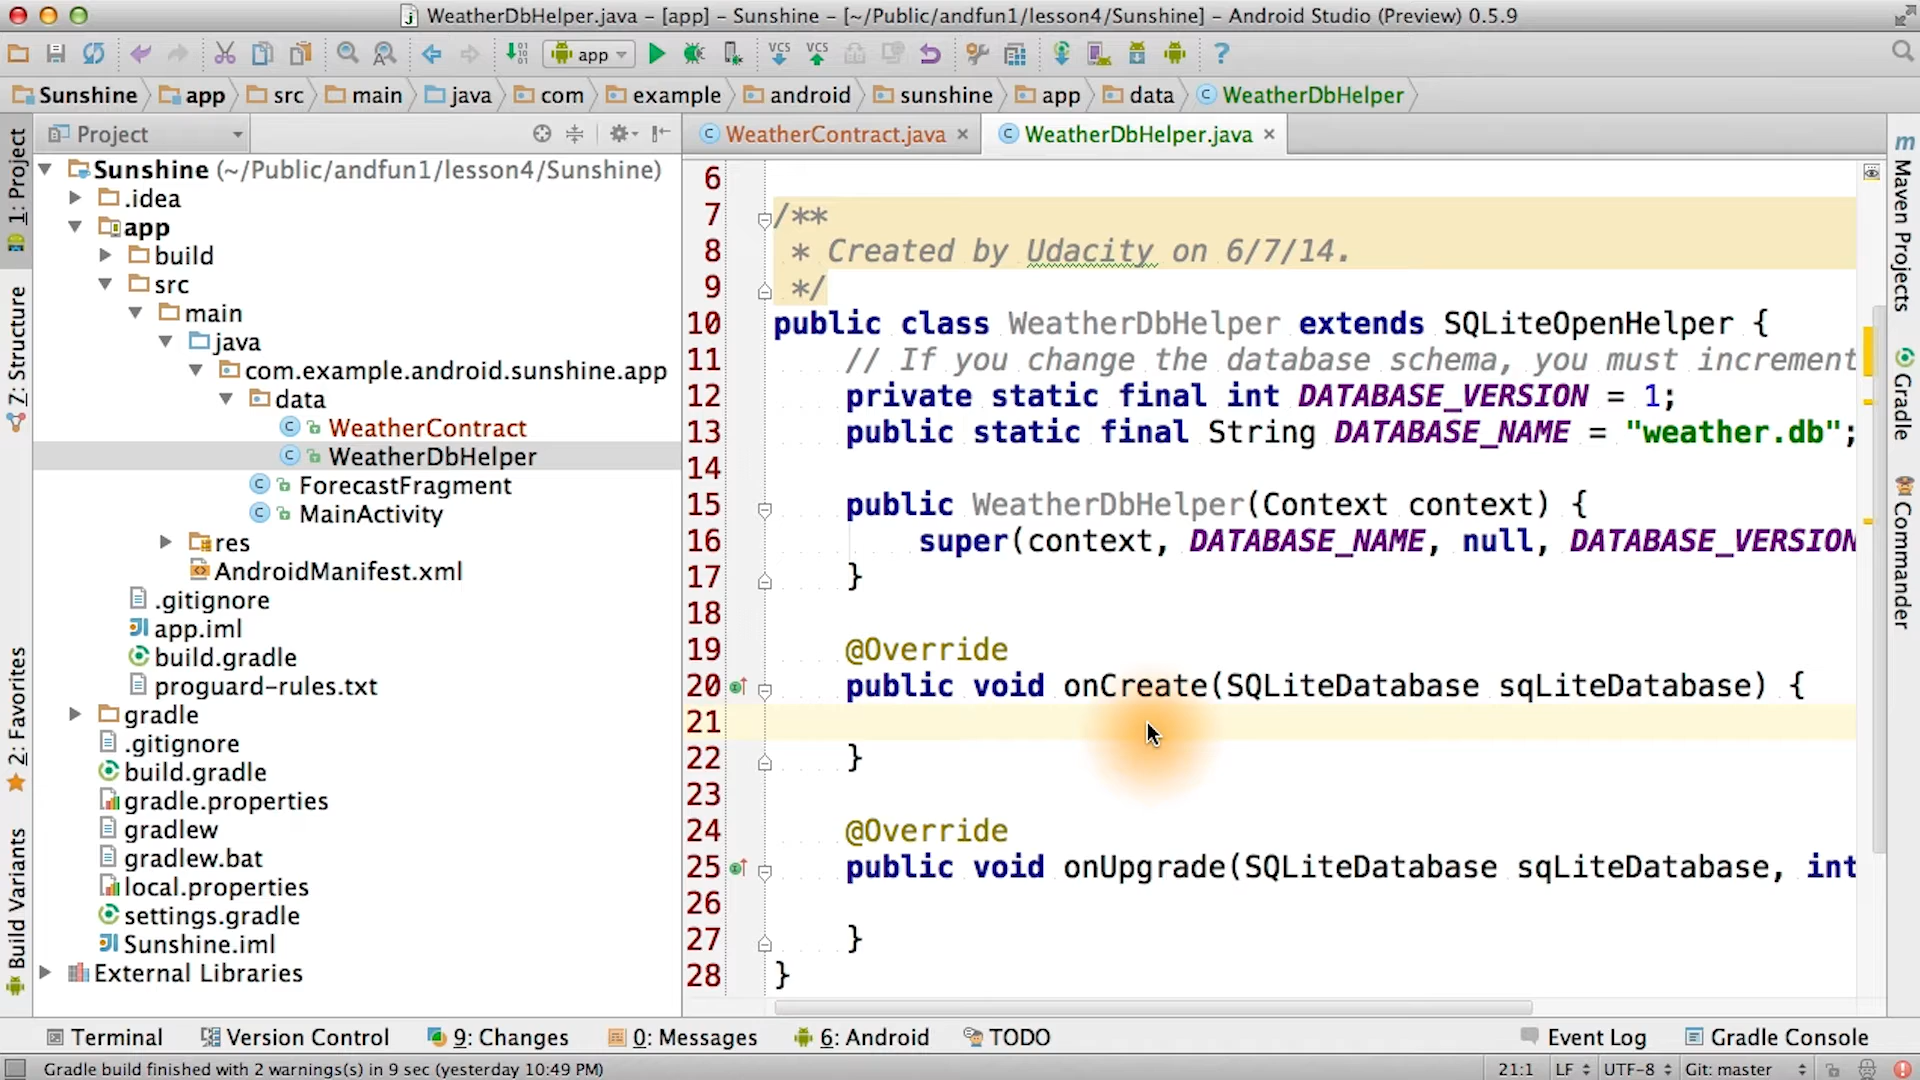 WeatherDbHelper.java – [app] – Sunshine – [~/Public/andfun1/lesson4/Sunshine] – Android Studio (Preview) 0.5.9
app
VCS VCS ?
Sunshine app src main java com example android sunshine app data WeatherDbHelper
Project
WeatherContract.java WeatherDbHelper.java
1: Project
Z: Structure
2: Favorites
Build Variants
Sunshine (~/Public/andfun1/lesson4/Sunshine)
.idea
app
build
src
main
java
com.example.android.sunshine.app
data
WeatherContract
WeatherDbHelper
ForecastFragment
MainActivity
res
AndroidManifest.xml
.gitignore
app.iml
build.gradle
proguard-rules.txt
gradle
.gitignore
build.gradle
gradle.properties
gradlew
gradlew.bat
local.properties
settings.gradle
Sunshine.iml
External Libraries
6
7 /**
8 * Created by Udacity on 6/7/14.
9 */
10 public class WeatherDbHelper extends SQLiteOpenHelper {
11 // If you change the database schema, you must increment
12 private static final int DATABASE_VERSION = 1;
13 public static final String DATABASE_NAME = "weather.db";
14
15 public WeatherDbHelper(Context context) {
16 super(context, DATABASE_NAME, null, DATABASE_VERSION
17 }
18
19 @Override
20 public void onCreate(SQLiteDatabase sqLiteDatabase) {
21
22 }
23
24 @Override
25 public void onUpgrade(SQLiteDatabase sqLiteDatabase, int
26
27 }
28 }
Maven Projects
Gradle
Commander
Terminal Version Control 9: Changes 0: Messages 6: Android TODO Event Log Gradle Console
Gradle build finished with 2 warnings(s) in 9 sec (yesterday 10:49 PM) 21:1 LF UTF-8 Git: master